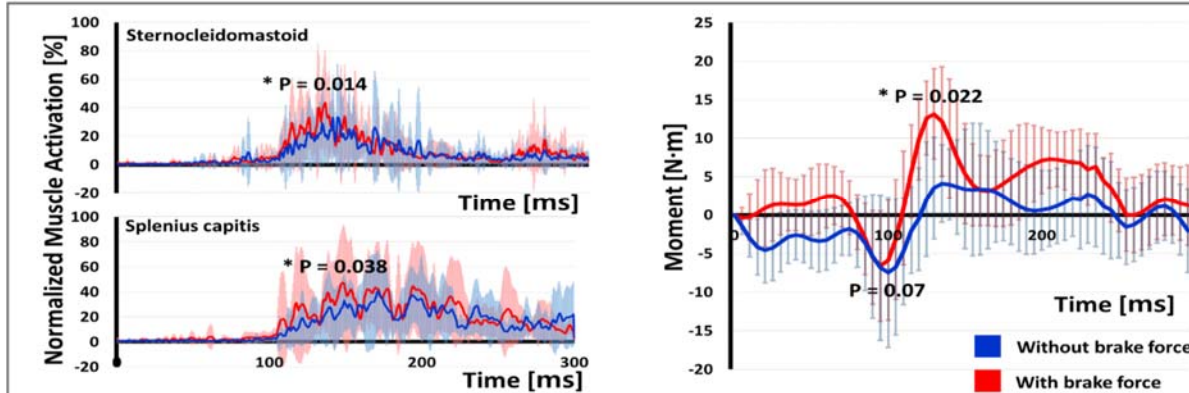 Normalized Muscle Activation [%]
100
80
60
40
20
0
-20
Sternocleidomastoid
* P = 0.014
Time [ms]
100
80
60
40
20
0
-20
Splenius capitis
* P = 0.038
0
100
200
300
Time [ms]
Moment [N·m]
25
20
15
10
5
0
-5
-10
-15
-20
* P = 0.022
0
100
200
P = 0.07
Time [ms]
Without brake force
With brake force